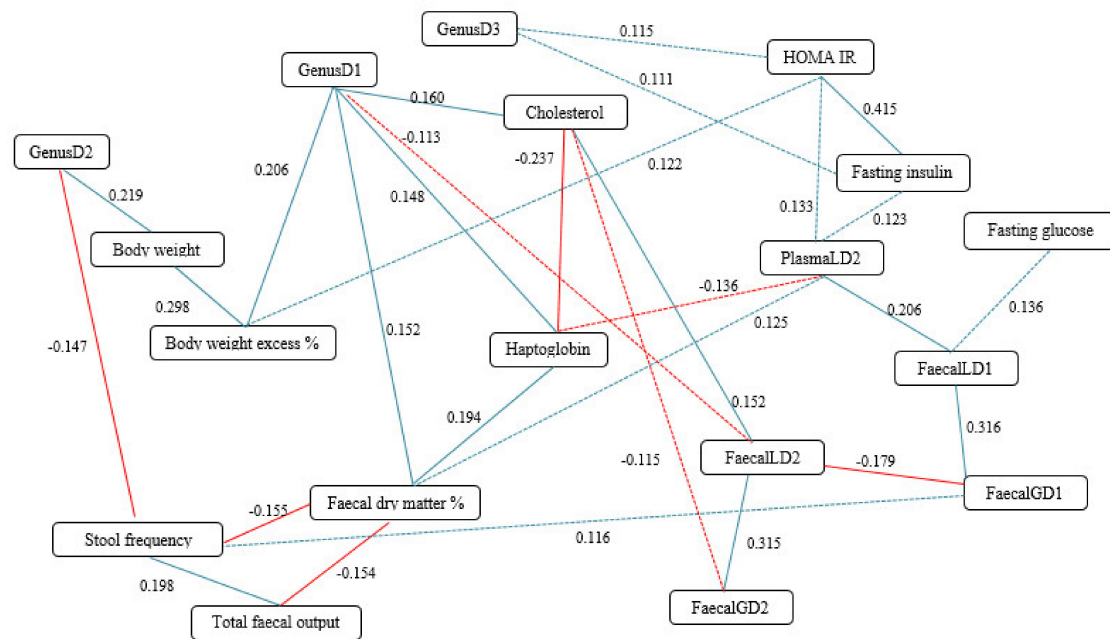 GenusD3
0.115
HOMA IR
GenusD1
0.111
0.160
Cholesterol
0.415
-0.113
GenusD2
-0.237
0.206
0.122
Fasting insulin
0.219
0.148
0.133
0.123
Fasting glucose
Body weight
PlasmaLD2
-0.136
0.298
0.206
0.136
-0.147
Body weight excess %
0.152
Haptoglobin
0.125
FaecalLD1
0.194
0.152
0.316
-0.115
FaecalLD2
-0.179
FaecalGD1
Faecal dry matter %
-0.155
Stool frequency
0.116
0.315
-0.154
0.198
FaecalGD2
Total faecal output